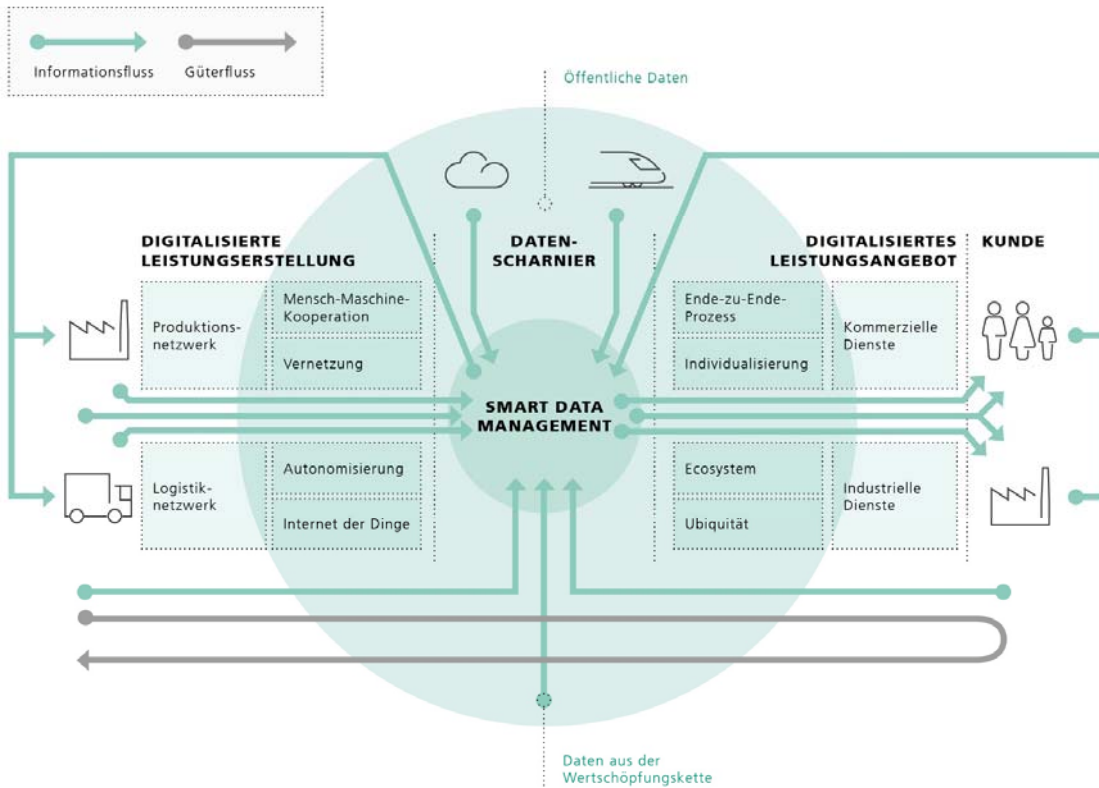 Informationsfluss
Güterfluss
Öffentliche Daten
DIGITALISIERTE
LEISTUNGSERSTELLUNG
DATEN-
SCHARNIER
DIGITALISIERTES
LEISTUNGSANGEBOT
KUNDE
Produktions-
netzwerk
Mensch-Maschine-
Kooperation
Vernetzung
Ende-zu-Ende-
Prozess
Individualisierung
Kommerzielle
Dienste
SMART DATA
MANAGEMENT
Logistik-
netzwerk
Autonomisierung
Internet der Dinge
Ecosystem
Ubiquität
Industrielle
Dienste
Daten aus der
Wertschöpfungskette